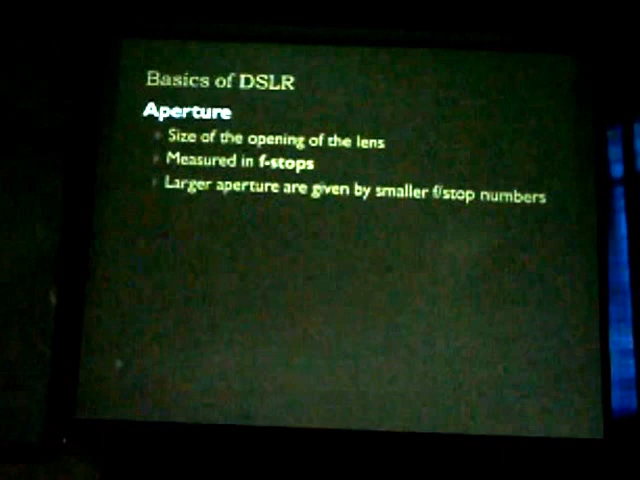 Basics of DSLR
Aperture
Size of the opening of the lens
Measured in f-stops
Larger aperture are given by smaller f/stop numbers